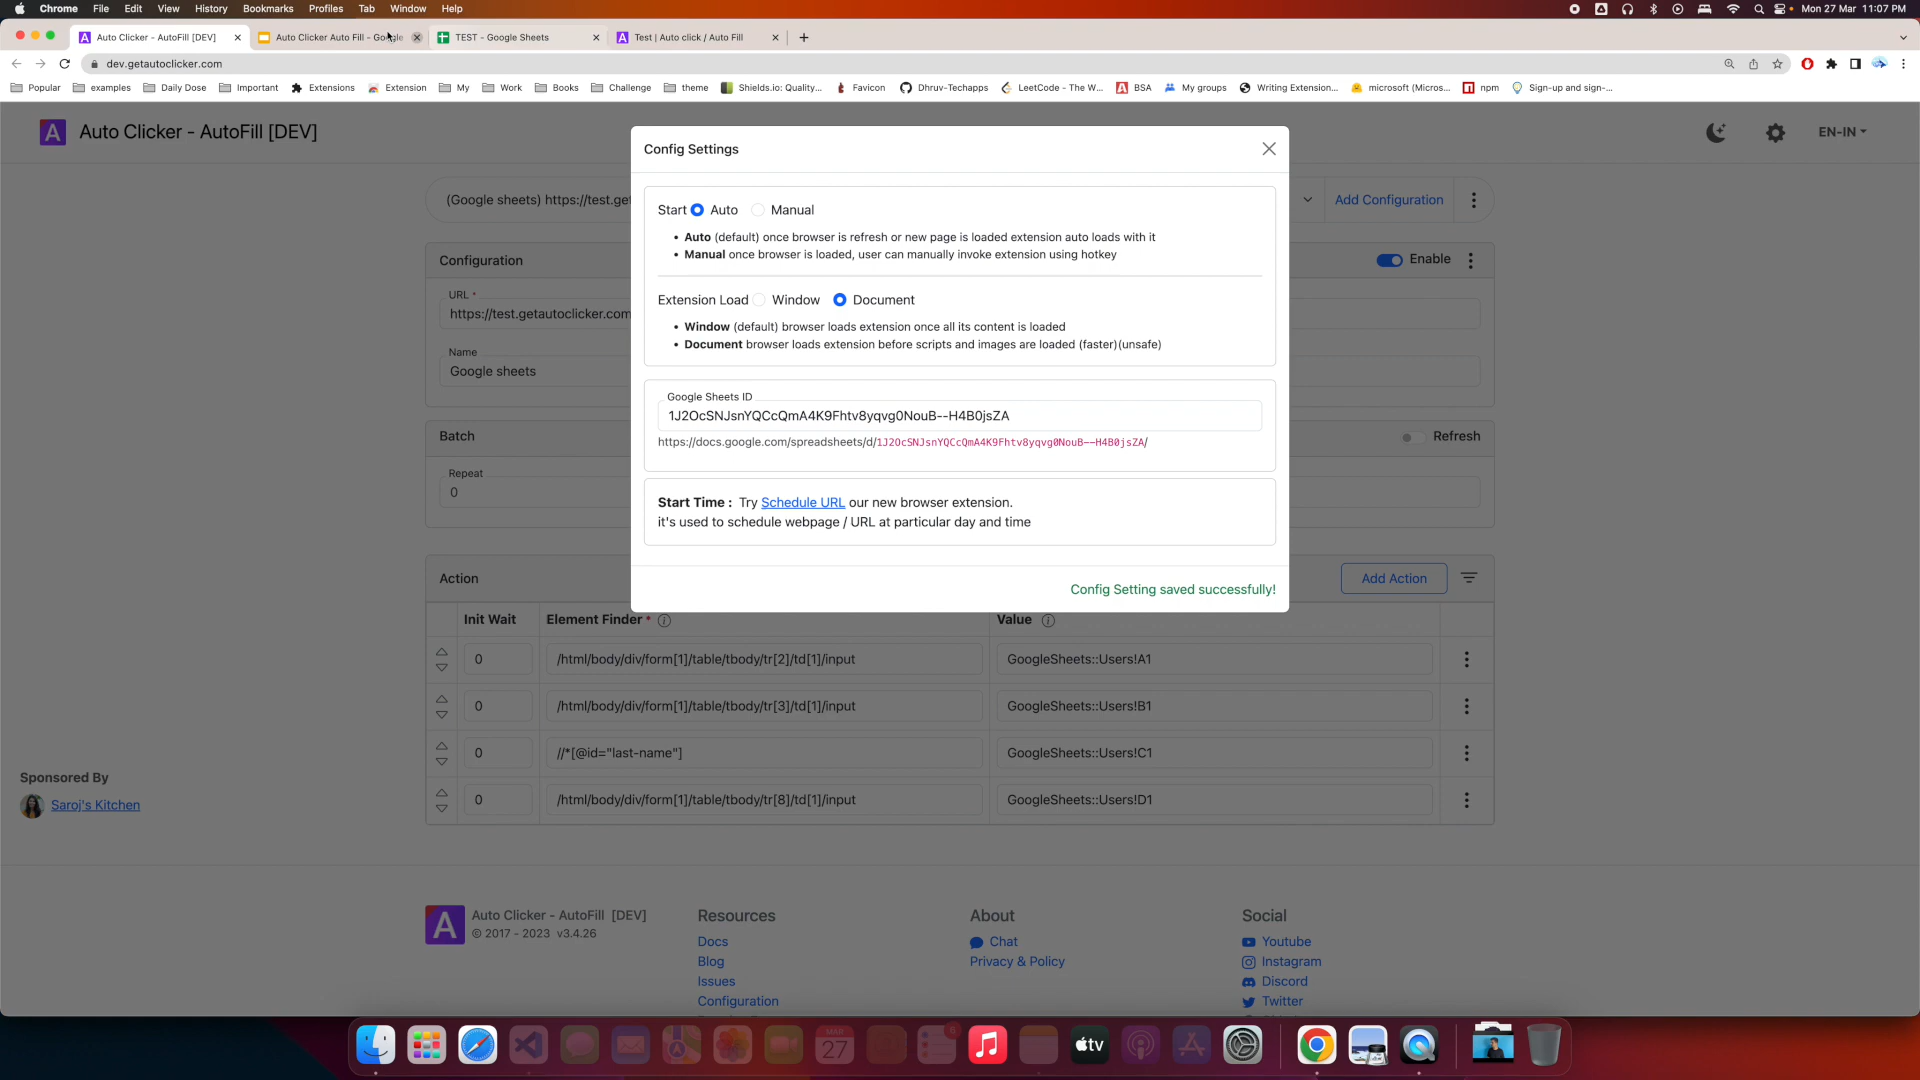 Chrome File Edit View History Bookmarks Profiles Tab Window Help Mon 27 Mar 11:07 PM
Auto Clicker - AutoFill [DEV] Auto Clicker Auto Fill - Google TEST - Google Sheets Test | Auto click / Auto Fill
dev.getautoclicker.com
Popular examples Daily Dose Important Extensions Extension My Work Books Challenge theme Shields.io: Quality... Favicon Dhruv-Techapps LeetCode - The W... BSA My groups Writing Extension... microsoft (Micros... npm Sign-up and sign-...
A Auto Clicker - AutoFill [DEV] EN-IN
Config Settings
(Google sheets) https://test.get Add Configuration
Start Auto Manual
• Auto (default) once browser is refresh or new page is loaded extension auto loads with it
• Manual once browser is loaded, user can manually invoke extension using hotkey
Configuration Enable
Extension Load Window Document
URL *
https://test.getautoclicker.com
• Window (default) browser loads extension once all its content is loaded
• Document browser loads extension before scripts and images are loaded (faster)(unsafe)
Name
Google sheets
Google Sheets ID
1J2OcSNJsnYQCcQmA4K9Fhtv8yqvg0NouB--H4B0jsZA
https://docs.google.com/spreadsheets/d/1J2OcSNJsnYQCcQmA4K9Fhtv8yqvg0NouB--H4B0jsZA/
Batch Refresh
Repeat
0
Start Time : Try Schedule URL our new browser extension.
it's used to schedule webpage / URL at particular day and time
Config Setting saved successfully!
Action Add Action
Init Wait Element Finder * Value
0 /html/body/div/form[1]/table/tbody/tr[2]/td[1]/input GoogleSheets::Users!A1
0 /html/body/div/form[1]/table/tbody/tr[3]/td[1]/input GoogleSheets::Users!B1
0 //*[@id="last-name"] GoogleSheets::Users!C1
0 /html/body/div/form[1]/table/tbody/tr[8]/td[1]/input GoogleSheets::Users!D1
Sponsored By
Saroj's Kitchen
A Auto Clicker - AutoFill [DEV]
© 2017 - 2023 v3.4.26
Resources
Docs
Blog
Issues
Configuration
About
Chat
Privacy & Policy
Social
Youtube
Instagram
Discord
Twitter
MAR
27
6
tv